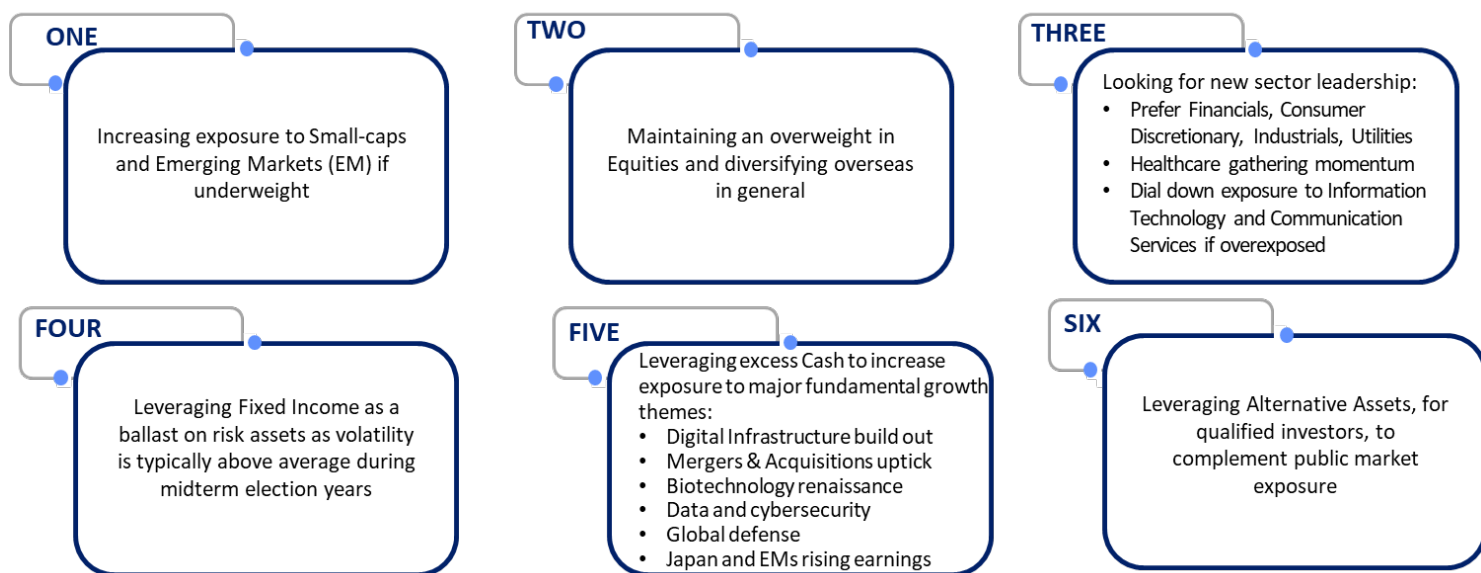 ONE
Increasing exposure to Small-caps
and Emerging Markets (EM) if
underweight
TWO
Maintaining an overweight in
Equities and diversifying overseas
in general
THREE
Looking for new sector leadership:
• Prefer Financials, Consumer
Discretionary, Industrials, Utilities
• Healthcare gathering momentum
• Dial down exposure to Information
Technology and Communication
Services if overexposed
FOUR
Leveraging Fixed Income as a
ballast on risk assets as volatility
is typically above average during
midterm election years
FIVE
Leveraging excess Cash to increase
exposure to major fundamental growth
themes:
• Digital Infrastructure build out
• Mergers & Acquisitions uptick
• Biotechnology renaissance
• Data and cybersecurity
• Global defense
• Japan and EMs rising earnings
SIX
Leveraging Alternative Assets, for
qualified investors, to
complement public market
exposure